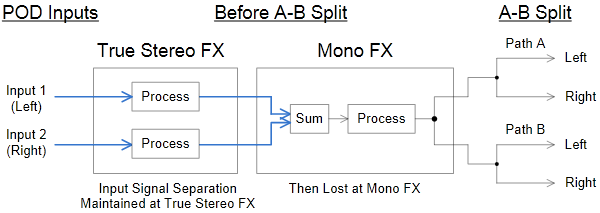 POD Inputs
Before A-B Split
A-B Split
True Stereo FX
Mono FX
Path A
Left
Input 1
(Left)
Process
Right
Sum
Process
Input 2
(Right)
Process
Path B
Left
Right
Input Signal Separation
Maintained at True Stereo FX
Then Lost at Mono FX